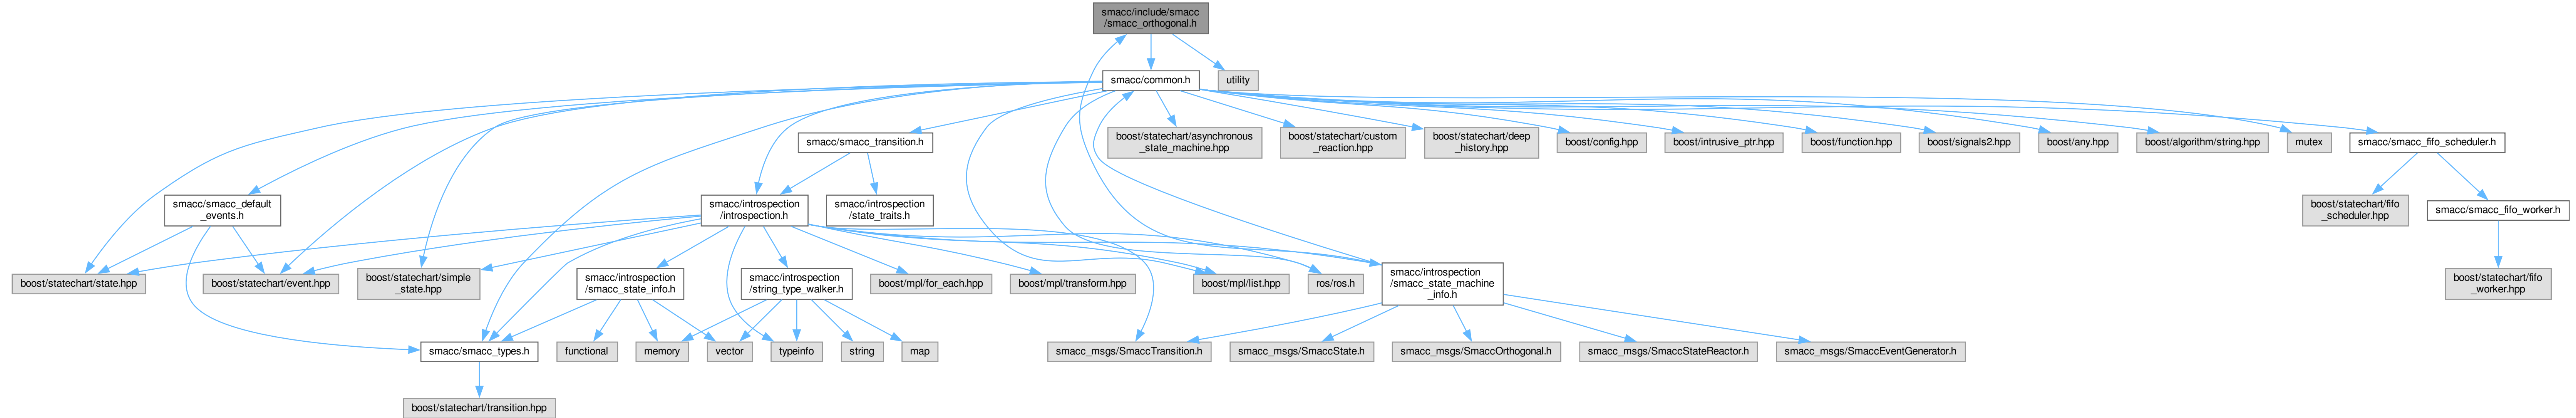 smacc/include/smacc
/smacc_orthogonal.h
smacc/common.h
utility
smacc/smacc_transition.h
boost/statechart/asynchronous
_state_machine.hpp
boost/statechart/custom
_reaction.hpp
boost/statechart/deep
_history.hpp
boost/config.hpp
boost/intrusive_ptr.hpp
boost/function.hpp
boost/signals2.hpp
boost/any.hpp
boost/algorithm/string.hpp
mutex
smacc/smacc_fifo_scheduler.h
smacc/smacc_default
_events.h
smacc/introspection
/introspection.h
smacc/introspection
/state_traits.h
boost/statechart/fifo
_scheduler.hpp
smacc/smacc_fifo_worker.h
boost/statechart/state.hpp
boost/statechart/event.hpp
boost/statechart/simple
_state.hpp
smacc/introspection
/smacc_state_info.h
smacc/introspection
/string_type_walker.h
boost/mpl/for_each.hpp
boost/mpl/transform.hpp
boost/mpl/list.hpp
ros/ros.h
smacc/introspection
/smacc_state_machine
_info.h
boost/statechart/fifo
_worker.hpp
smacc/smacc_types.h
functional
memory
vector
typeinfo
string
map
smacc_msgs/SmaccTransition.h
smacc_msgs/SmaccState.h
smacc_msgs/SmaccOrthogonal.h
smacc_msgs/SmaccStateReactor.h
smacc_msgs/SmaccEventGenerator.h
boost/statechart/transition.hpp